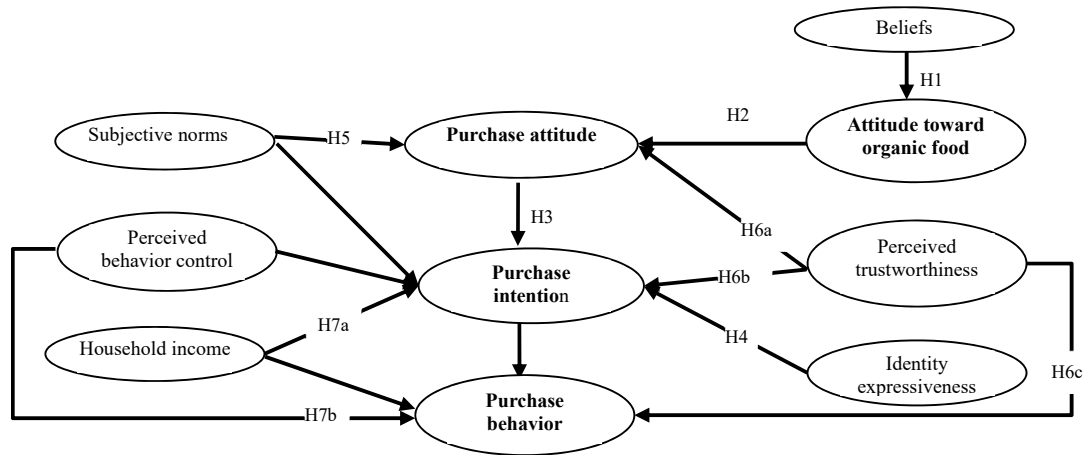 Beliefs
H1
Subjective norms
H5
Purchase attitude
H2
Attitude toward
organic food
H3
H6a
Perceived
behavior control
Perceived
trustworthiness
Purchase
intention
H6b
H7a
H4
Household income
Identity
expressiveness
H6c
H7b
Purchase
behavior